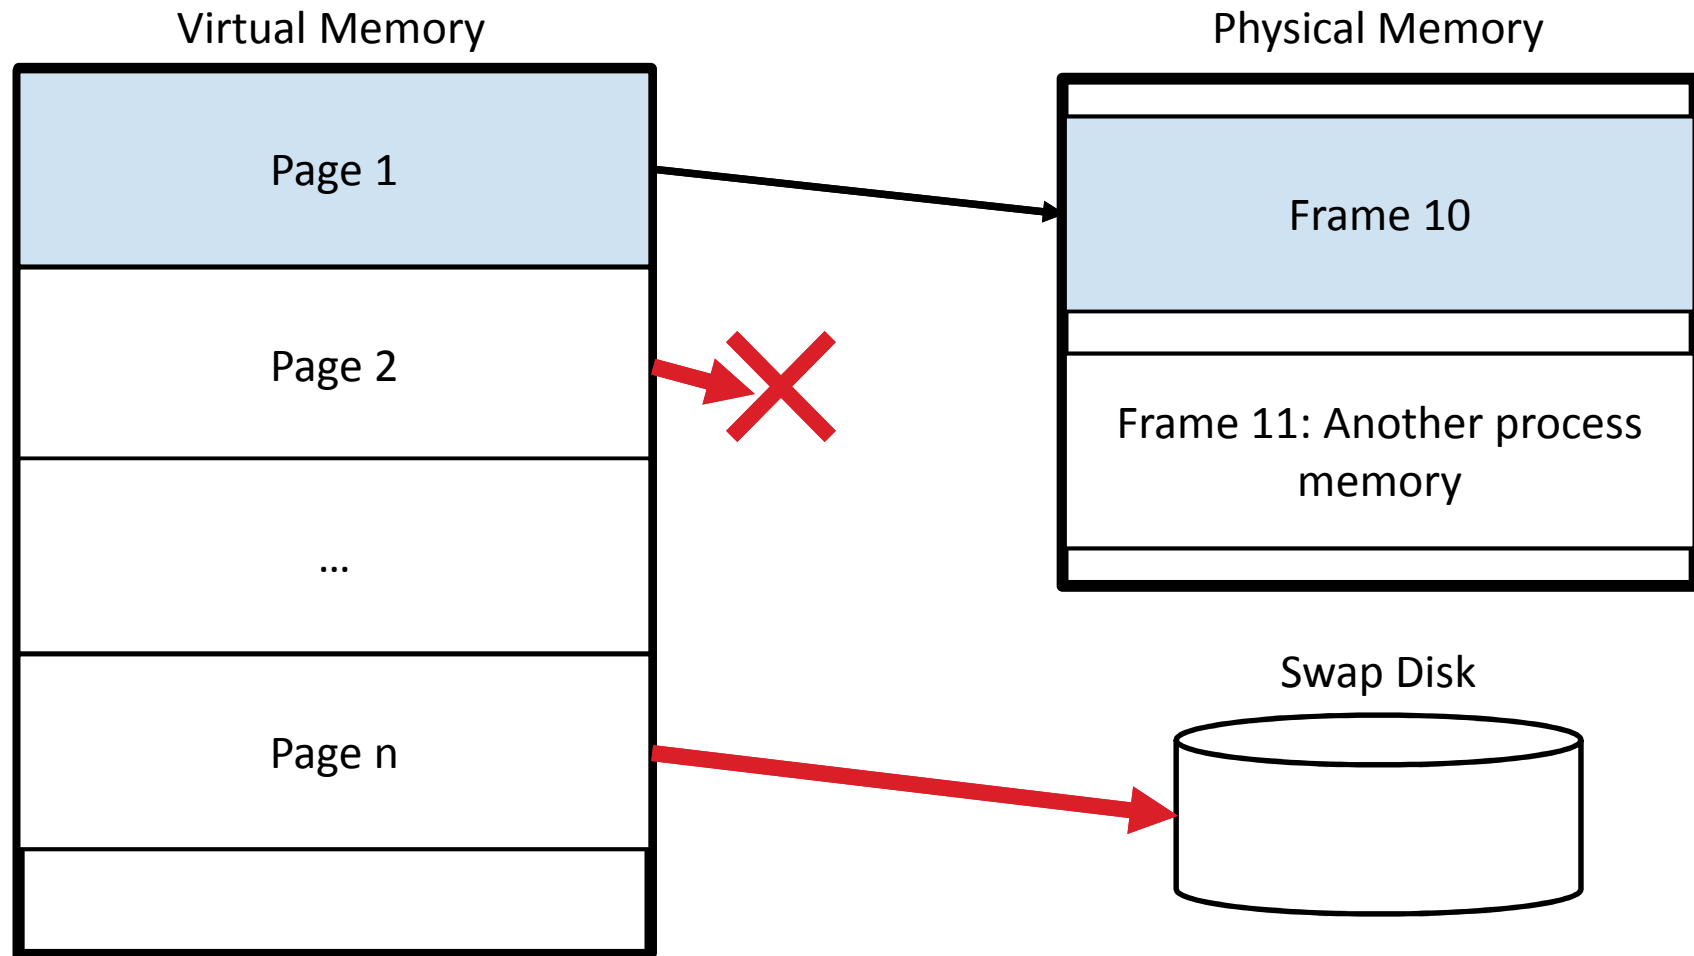 Virtual Memory
Physical Memory
Page 1
Frame 10
Page 2
Frame 11: Another process
memory
...
Swap Disk
Page n